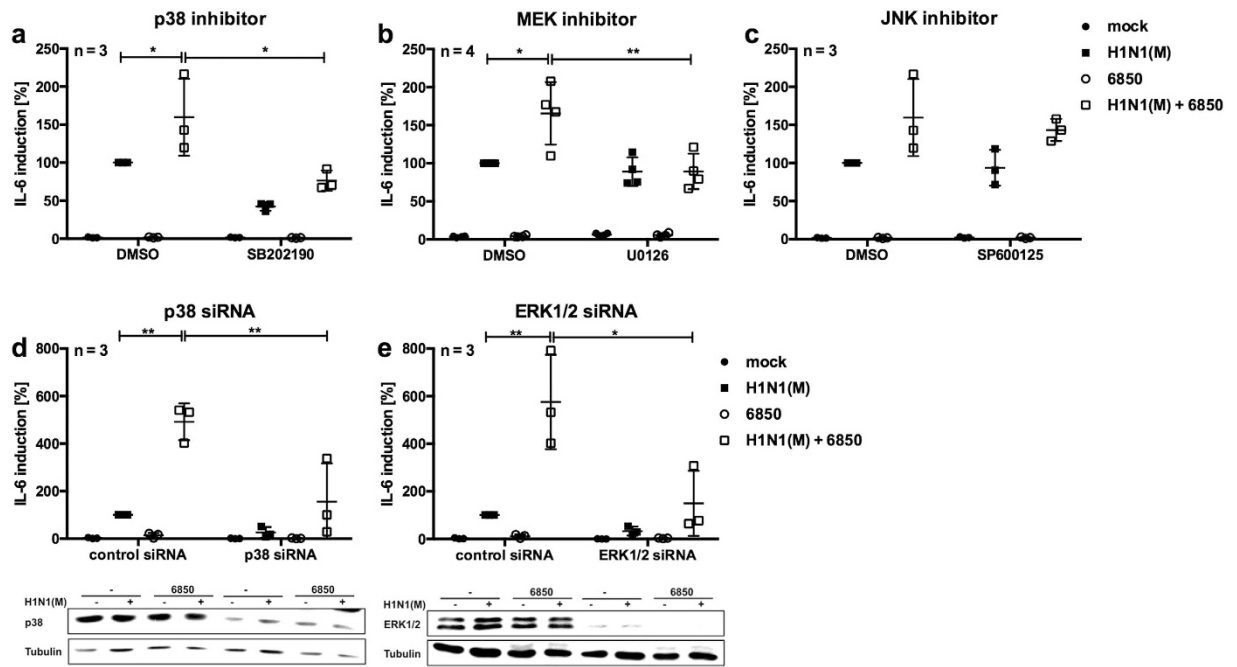 p38 inhibitor
MEK inhibitor
JNK inhibitor
a
b
c
n = 3
n = 4
n = 3
*
*
*
**
IL-6 induction [%]
250
200
150
100
50
0
DMSO
SB202190
IL-6 induction [%]
250
200
150
100
50
0
DMSO
U0126
IL-6 induction [%]
250
200
150
100
50
0
DMSO
SP600125
mock
H1N1(M)
6850
H1N1(M) + 6850
p38 siRNA
ERK1/2 siRNA
d
e
n = 3
n = 3
**
**
**
*
IL-6 induction [%]
800
600
400
200
0
control siRNA
p38 siRNA
IL-6 induction [%]
800
600
400
200
0
control siRNA
ERK1/2 siRNA
mock
H1N1(M)
6850
H1N1(M) + 6850
- 6850 - 6850
H1N1(M) - + - + - + - +
p38
Tubulin
- 6850 - 6850
H1N1(M) - + - + - + - +
ERK1/2
Tubulin